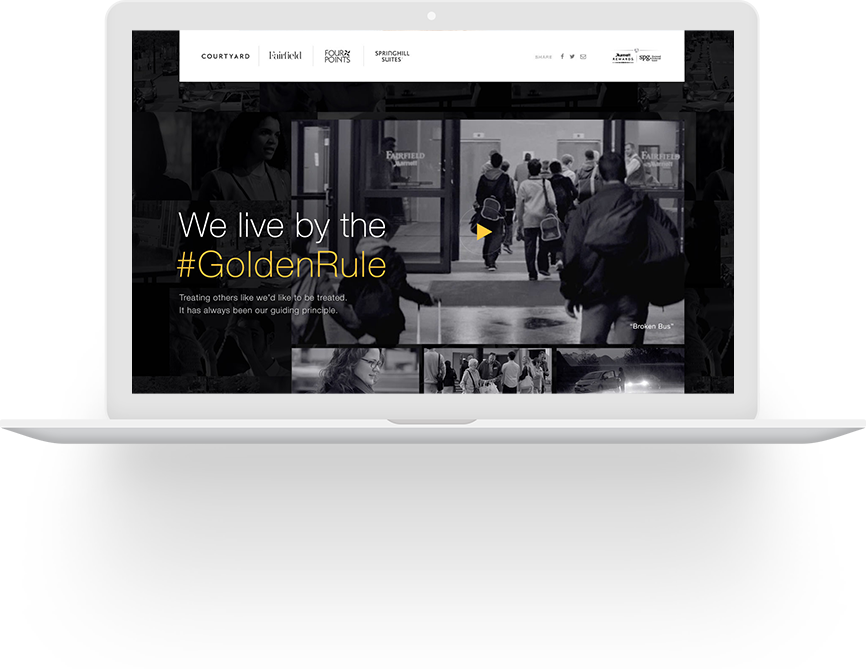 COURTYARD
Fairfield
FOUR
POINTS
SPRINGHILL
SUITES
SHARE
Marriott
REWARDS
spg.
FAIRFIELD
Marriott
FAIRFIELD
Marriott
We live by the
#GoldenRule
Treating others like we'd like to be treated.
It has always been our guiding principle.
"Broken Bus"